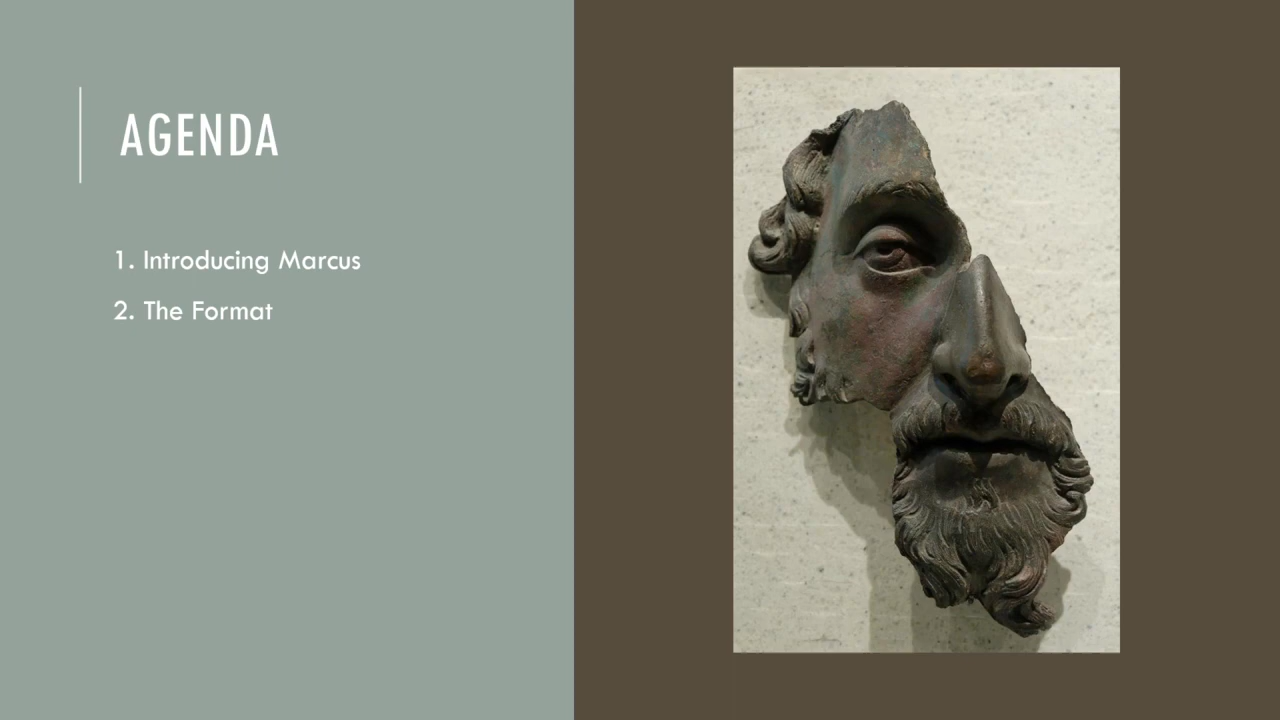 AGENDA
1. Introducing Marcus
2. The Format